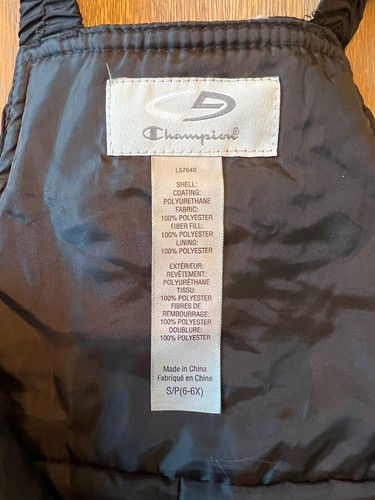 Champion®
L5764B
SHELL:
COATING:
POLYURETHANE
FABRIC:
100% POLYESTER
FIBER FILL:
100% POLYESTER
LINING:
100% POLYESTER
EXTÉRIEUR:
REVÊTEMENT:
POLYURÉTHANE
TISSU:
100% POLYESTER
FIBRES DE
REMBOURRAGE:
100% POLYESTER
DOUBLURE:
100% POLYESTER
Made in China
Fabriqué en Chine
S/P(6-6X)